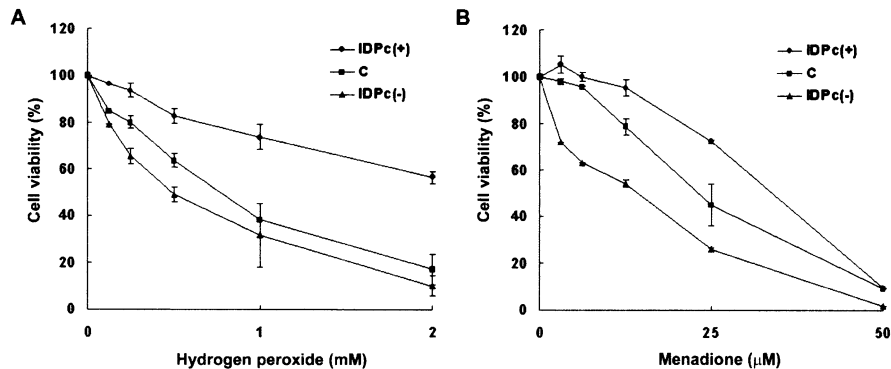 A
120
100
80
60
40
20
0
Cell viability (%)
IDPc(+)
C
IDPc(-)
0
1
2
Hydrogen peroxide (mM)
B
120
100
80
60
40
20
0
Cell viability (%)
IDPc(+)
C
IDPc(-)
0
25
50
Menadione (μM)